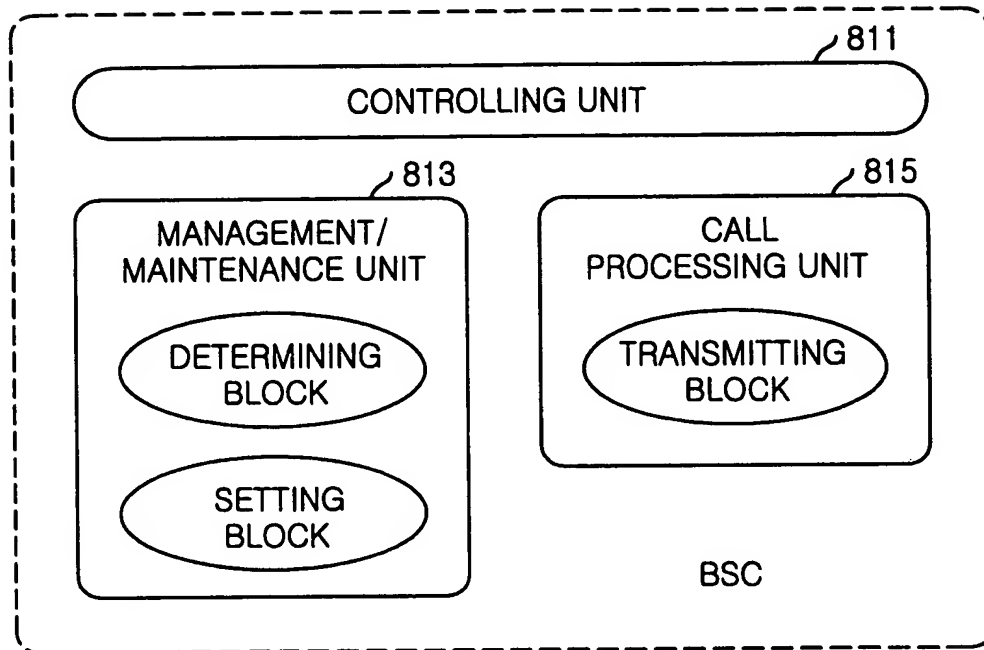 811
CONTROLLING UNIT
813
MANAGEMENT/
MAINTENANCE UNIT
DETERMINING
BLOCK
SETTING
BLOCK
815
CALL
PROCESSING UNIT
TRANSMITTING
BLOCK
BSC